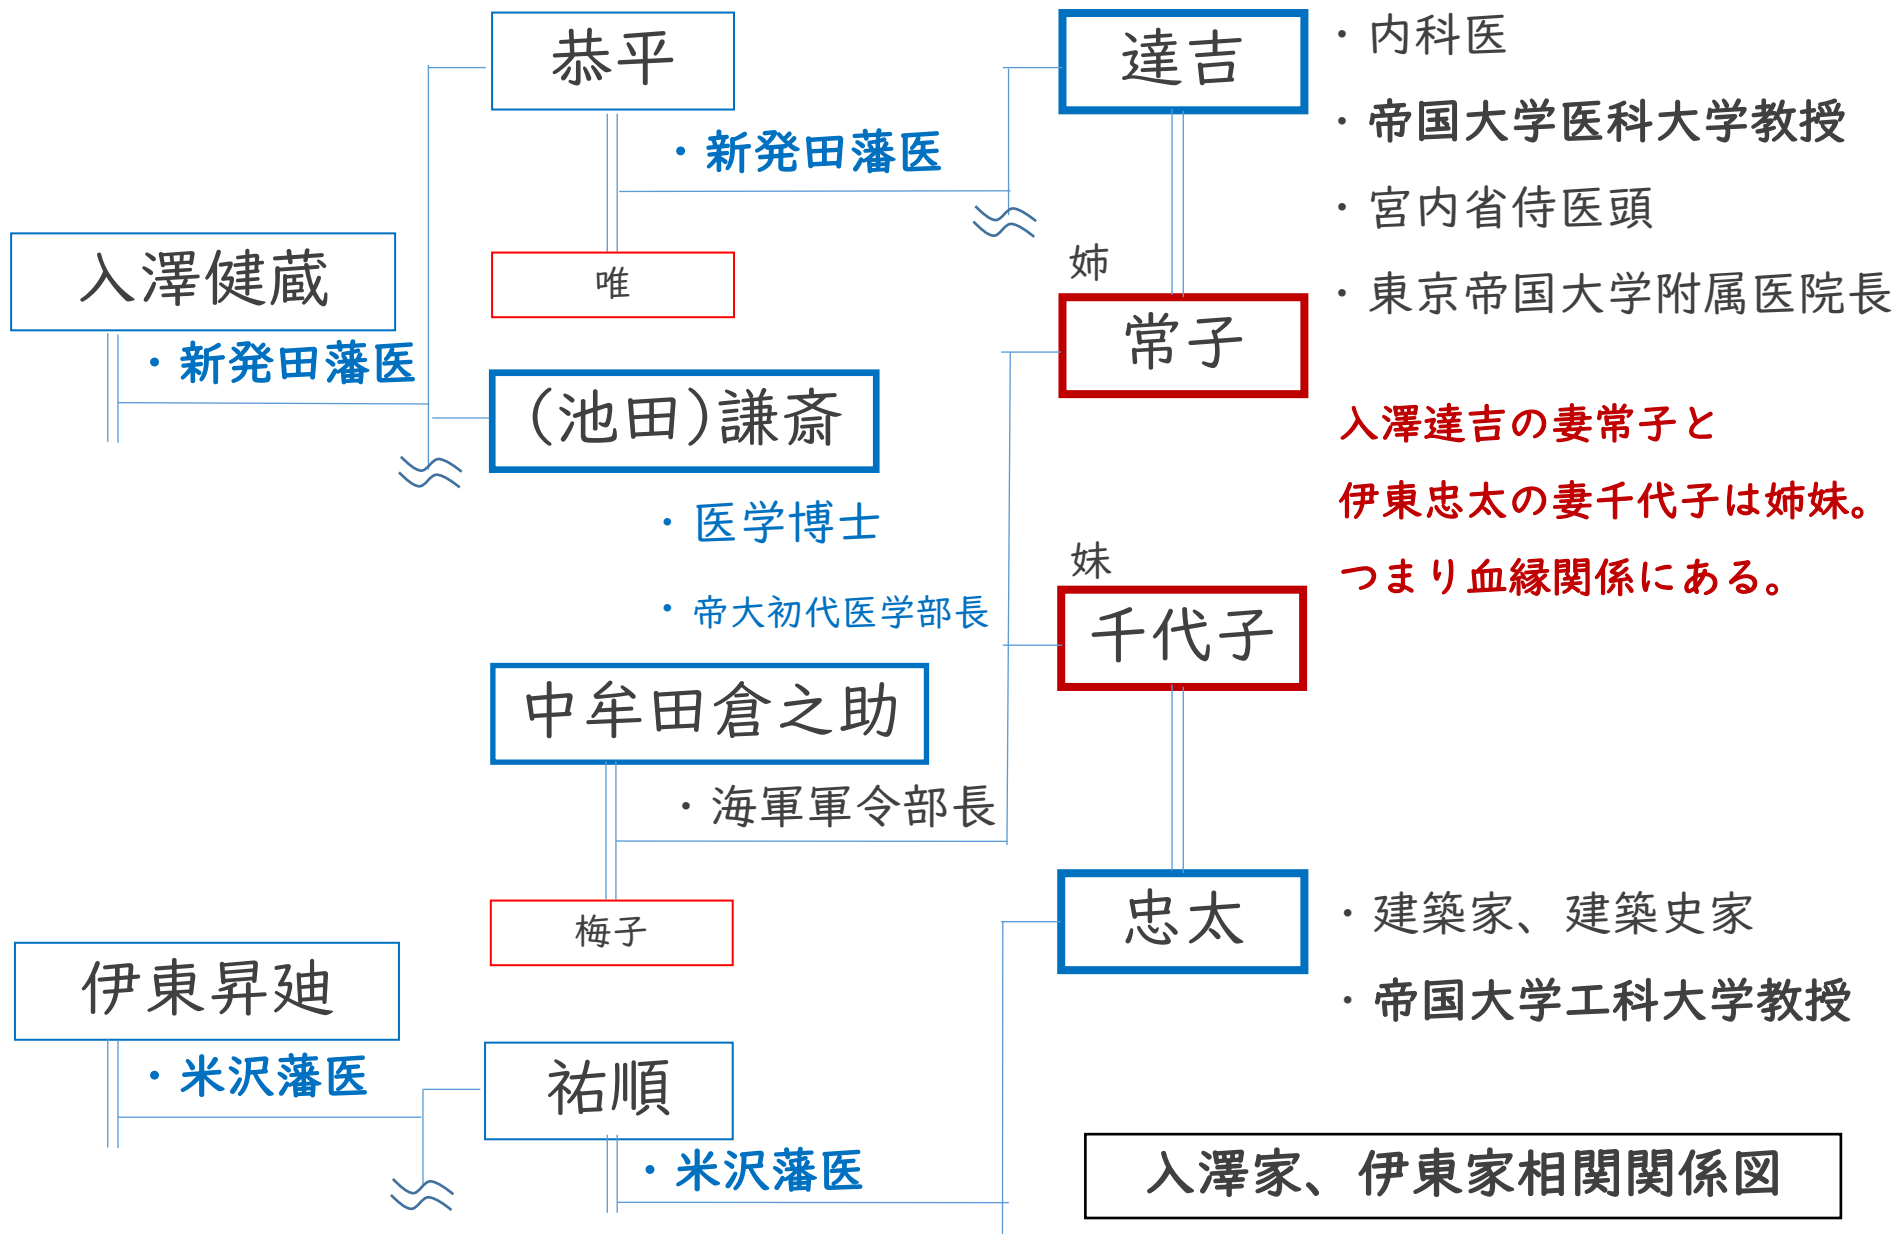 恭平
・新発田藩医
唯
入澤健蔵
・新発田藩医
(池田)謙斎
・医学博士
・帝大初代医学部長
中牟田倉之助
・海軍軍令部長
梅子
伊東昇廸
・米沢藩医
祐順
・米沢藩医
達吉
・内科医
・帝国大学医科大学教授
・宮内省侍医頭
・東京帝国大学附属医院長
姉
常子
入澤達吉の妻常子と
伊東忠太の妻千代子は姉妹。
つまり血縁関係にある。
妹
千代子
忠太
・建築家、建築史家
・帝国大学工科大学教授
入澤家、伊東家相関関係図